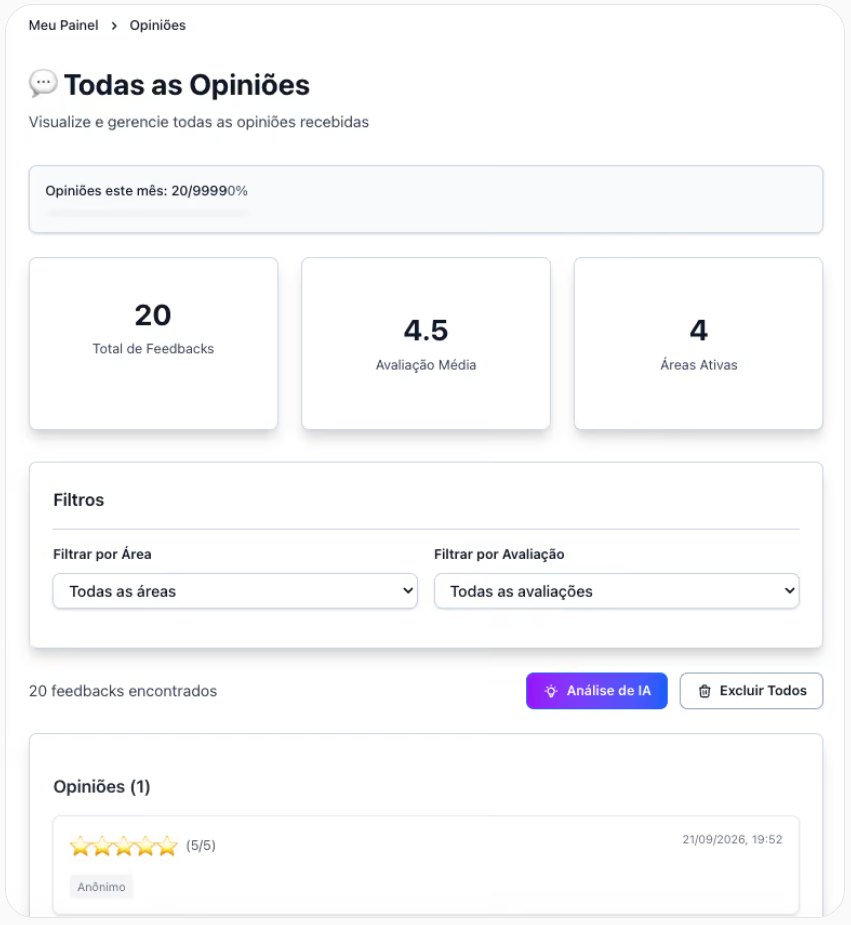 Meu Painel > Opiniões
💬 Todas as Opiniões
Visualize e gerencie todas as opiniões recebidas
Opiniões este mês: 20/99990%
20
Total de Feedbacks
4.5
Avaliação Média
4
Áreas Ativas
Filtros
Filtrar por Área
Filtrar por Avaliação
Todas as áreas
Todas as avaliações
20 feedbacks encontrados
Análise de IA
Excluir Todos
Opiniões (1)
(5/5)
21/09/2026, 19:52
Anônimo